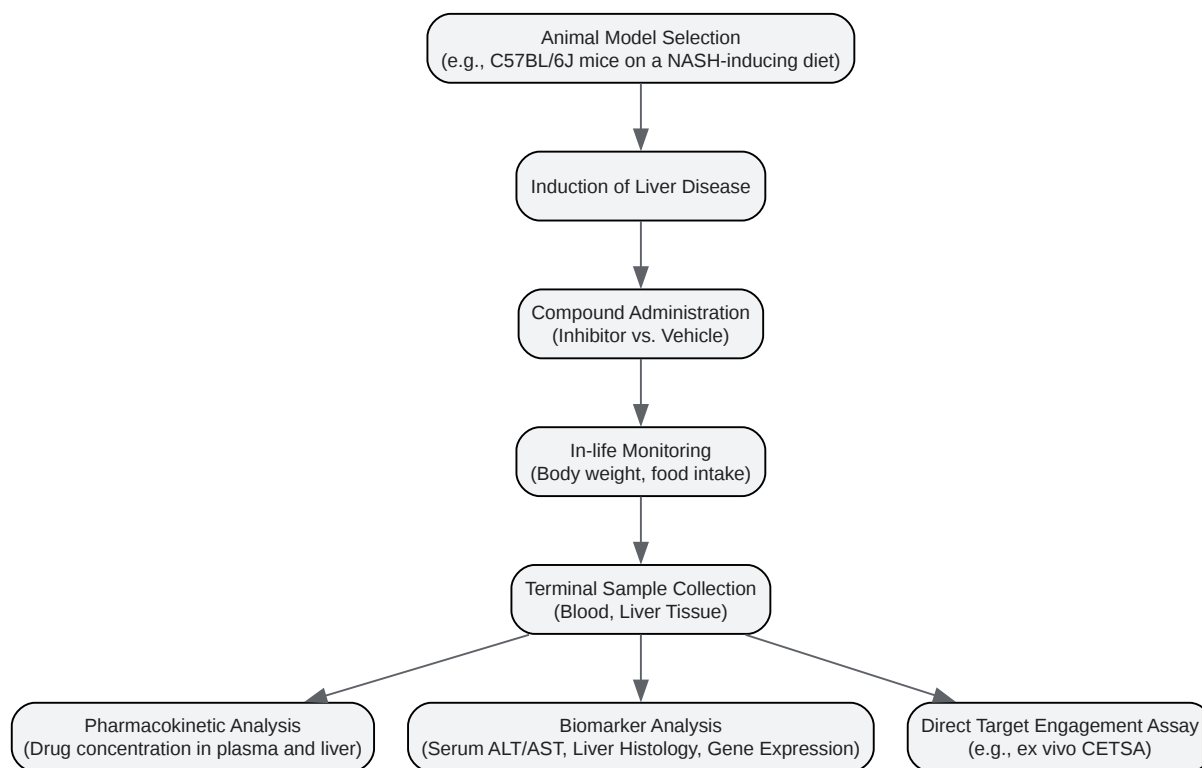 Animal Model Selection
(e.g., C57BL/6J mice on a NASH-inducing diet)
Induction of Liver Disease
Compound Administration
(Inhibitor vs. Vehicle)
In-life Monitoring
(Body weight, food intake)
Terminal Sample Collection
(Blood, Liver Tissue)
Pharmacokinetic Analysis
(Drug concentration in plasma and liver)
Biomarker Analysis
(Serum ALT/AST, Liver Histology, Gene Expression)
Direct Target Engagement Assay
(e.g., ex vivo CETSA)